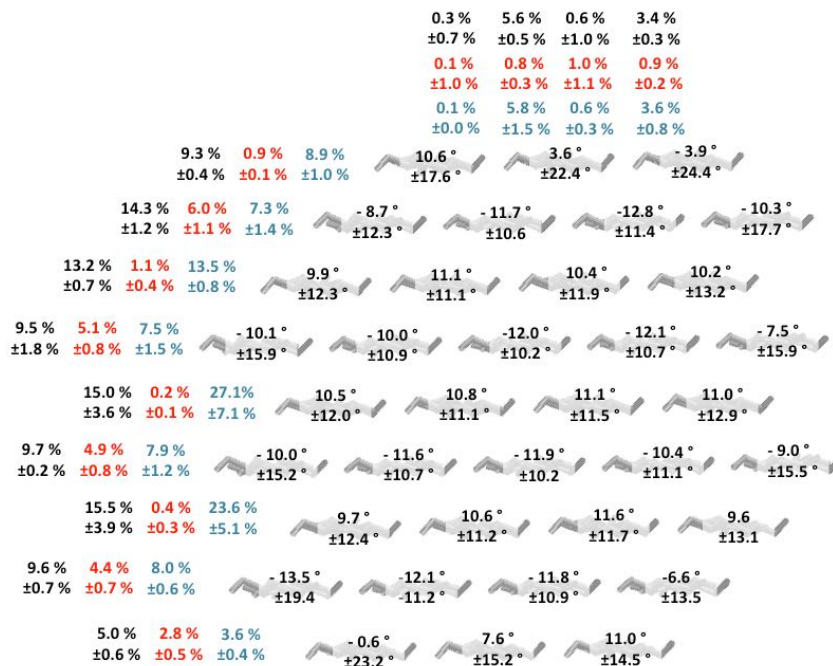 0.3 % 5.6 % 0.6 % 3.4 %
±0.7 % ±0.5 % ±1.0 % ±0.3 %
0.1 % 0.8 % 1.0 % 0.9 %
±1.0 % ±0.3 % ±1.1 % ±0.2 %
0.1 % 5.8 % 0.6 % 3.6 %
±0.0 % ±1.5 % ±0.3 % ±0.8 %
9.3 % 0.9 % 8.9 % 10.6 ° 3.6 ° - 3.9 °
±0.4 % ±0.1 % ±1.0 % ±17.6 ° ±22.4 ° ±24.4 °
14.3 % 6.0 % 7.3 % - 8.7 ° - 11.7 ° -12.8 ° - 10.3 °
±1.2 % ±1.1 % ±1.4 % ±12.3 ° ±10.6 ±11.4 ° ±17.7 °
13.2 % 1.1 % 13.5 % 9.9 ° 11.1 ° 10.4 ° 10.2 °
±0.7 % ±0.4 % ±0.8 % ±12.3 ° ±11.1 ° ±11.9 ° ±13.2 °
9.5 % 5.1 % 7.5 % - 10.1 ° - 10.0 ° -12.0 ° - 12.1 ° - 7.5 °
±1.8 % ±0.8 % ±1.5 % ±15.9 ° ±10.9 ° ±10.2 ° ±10.7 ° ±15.9 °
15.0 % 0.2 % 27.1% 10.5 ° 10.8 ° 11.1 ° 11.0 °
±3.6 % ±0.1 % ±7.1 % ±12.0 ° ±11.1 ° ±11.5 ° ±12.9 °
9.7 % 4.9 % 7.9 % - 10.0 ° - 11.6 ° - 11.9 ° - 10.4 ° - 9.0 °
±0.2 % ±0.8 % ±1.2 % ±15.2 ° ±10.7 ° ±10.2 ±11.1 ° ±15.5 °
15.5 % 0.4 % 23.6 % 9.7 ° 10.6 ° 11.6 ° 9.6
±3.9 % ±0.3 % ±5.1 % ±12.4 ° ±11.2 ° ±11.7 ° ±13.1
9.6 % 4.4 % 8.0 % - 13.5 ° -12.1 ° - 11.8 ° -6.6 °
±0.7 % ±0.7 % ±0.6 % ±19.4 -11.2 ° ±10.9 ° ±13.5
5.0 % 2.8 % 3.6 % - 0.6 ° 7.6 ° 11.0 °
±0.6 % ±0.5 % ±0.4 % ±23.2 ° ±15.2 ° ±14.5 °